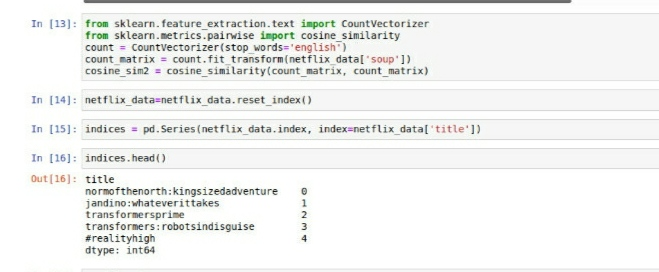 In [13]: from sklearn.feature_extraction.text import CountVectorizer
from sklearn.metrics.pairwise import cosine_similarity
count = CountVectorizer(stop_words='english')
count_matrix = count.fit_transform(netflix_data['soup'])
cosine_sim2 = cosine_similarity(count_matrix, count_matrix)
In [14]: netflix_data=netflix_data.reset_index()
In [15]: indices = pd.Series(netflix_data.index, index=netflix_data['title'])
In [16]: indices.head()
Out[16]: title
normofthenorth:kingsizedadventure 0
jandino:whateverittakes 1
transformersprime 2
transformers:robotsindisguise 3
#realityhigh 4
dtype: int64